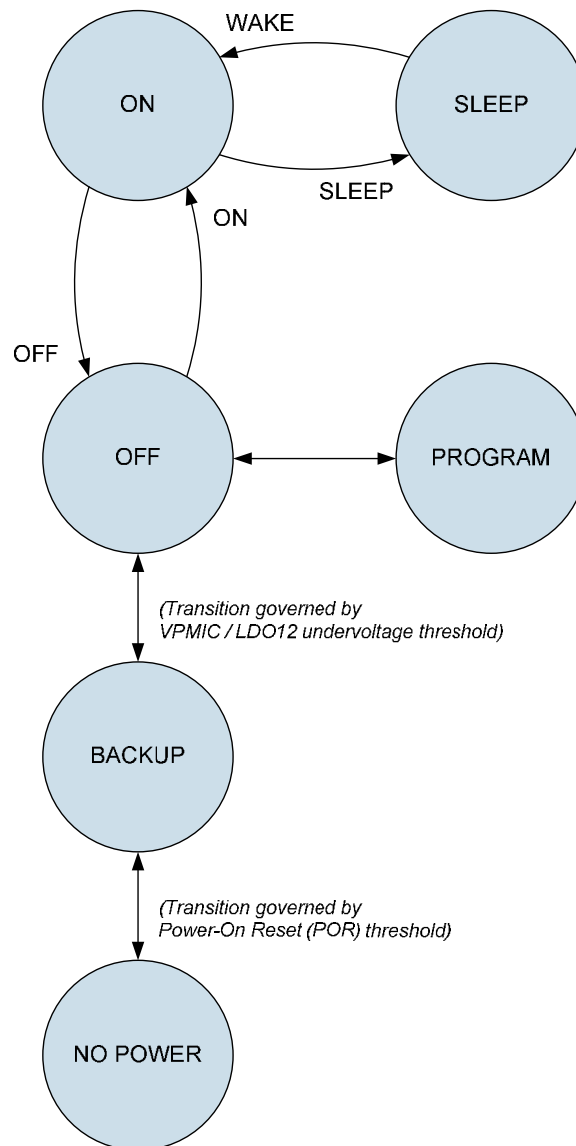 WAKE
ON
SLEEP
SLEEP
ON
OFF
OFF
PROGRAM
(Transition governed by
VPMIC / LDO12 undervoltage threshold)
BACKUP
(Transition governed by
Power-On Reset (POR) threshold)
NO POWER